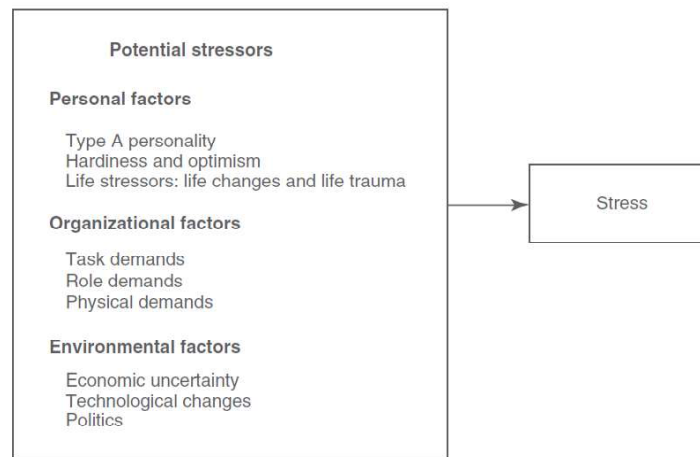 Potential stressors
Personal factors
Type A personality
Hardiness and optimism
Life stressors: life changes and life trauma
Organizational factors
Task demands
Role demands
Physical demands
Environmental factors
Economic uncertainty
Technological changes
Politics
Stress